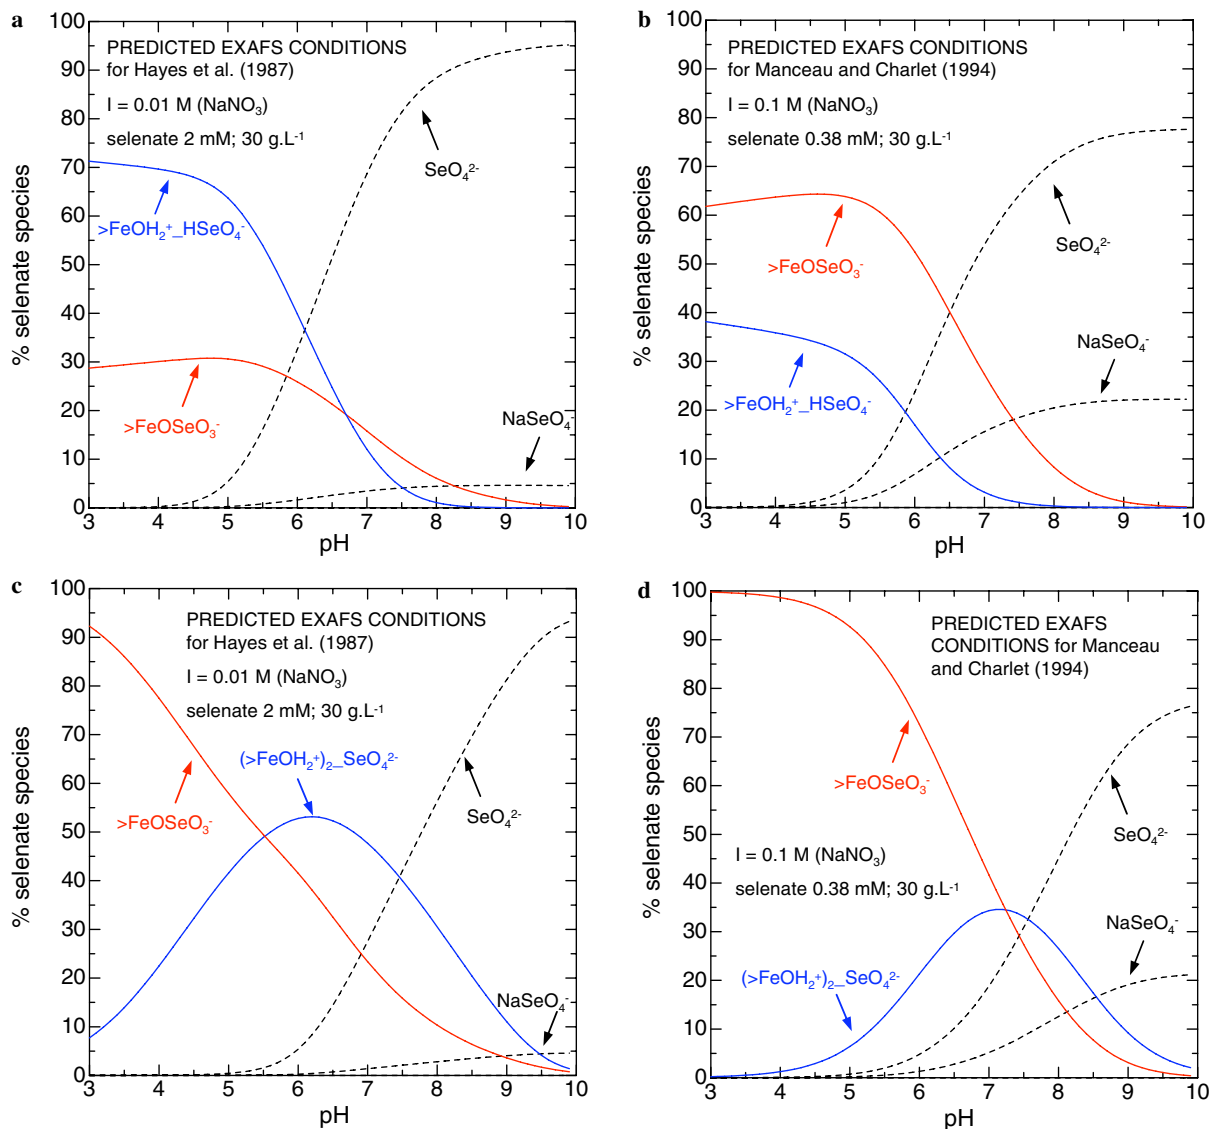 a
PREDICTED EXAFS CONDITIONS
for Hayes et al. (1987)
I = 0.01 M (NaNO₃)
selenate 2 mM; 30 g.L⁻¹
SeO₄²⁻
>FeOH₂⁺_HSeO₄⁻
>FeOSeO₃⁻
NaSeO₄⁻
% selenate species
100
90
80
70
60
50
40
30
20
10
0
3 4 5 6 7 8 9 10
pH
b
PREDICTED EXAFS CONDITIONS
for Manceau and Charlet (1994)
I = 0.1 M (NaNO₃)
selenate 0.38 mM; 30 g.L⁻¹
SeO₄²⁻
>FeOSeO₃⁻
NaSeO₄⁻
>FeOH₂⁺_HSeO₄⁻
% selenate species
100
90
80
70
60
50
40
30
20
10
0
3 4 5 6 7 8 9 10
pH
c
PREDICTED EXAFS CONDITIONS
for Hayes et al. (1987)
I = 0.01 M (NaNO₃)
selenate 2 mM; 30 g.L⁻¹
(>FeOH₂⁺)₂_SeO₄²⁻
>FeOSeO₃⁻
SeO₄²⁻
NaSeO₄⁻
% selenate species
100
90
80
70
60
50
40
30
20
10
0
3 4 5 6 7 8 9 10
pH
d
PREDICTED EXAFS
CONDITIONS for Manceau
and Charlet (1994)
>FeOSeO₃⁻
SeO₄²⁻
I = 0.1 M (NaNO₃)
selenate 0.38 mM; 30 g.L⁻¹
NaSeO₄⁻
(>FeOH₂⁺)₂_SeO₄²⁻
% selenate species
100
90
80
70
60
50
40
30
20
10
0
3 4 5 6 7 8 9 10
pH